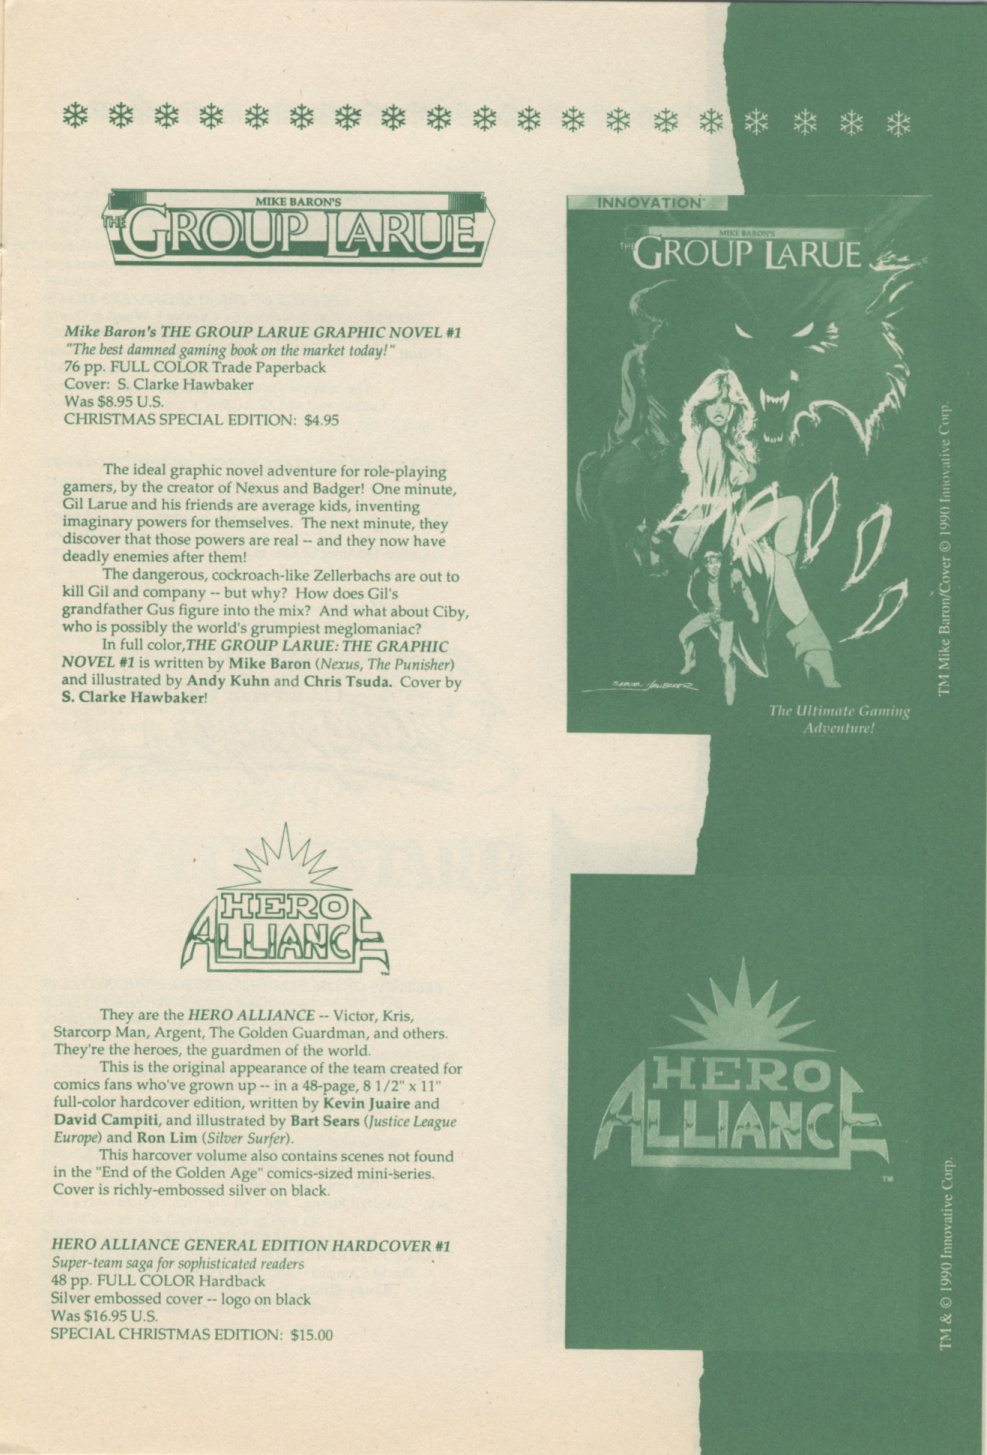 MIKE BARON'S
THE GROUP LARUE
Mike Baron's THE GROUP LARUE GRAPHIC NOVEL #1
"The best damned gaming book on the market today!"
76 pp. FULL COLOR Trade Paperback
Cover: S. Clarke Hawbaker
Was $8.95 U.S.
CHRISTMAS SPECIAL EDITION: $4.95
The ideal graphic novel adventure for role-playing
gamers, by the creator of Nexus and Badger! One minute,
Gil Larue and his friends are average kids, inventing
imaginary powers for themselves. The next minute, they
discover that those powers are real -- and they now have
deadly enemies after them!
The dangerous, cockroach-like Zellerbachs are out to
kill Gil and company -- but why? How does Gil's
grandfather Gus figure into the mix? And what about Ciby,
who is possibly the world's grumpiest meglomaniac?
In full color,THE GROUP LARUE: THE GRAPHIC
NOVEL #1 is written by Mike Baron (Nexus, The Punisher)
and illustrated by Andy Kuhn and Chris Tsuda. Cover by
S. Clarke Hawbaker!
INNOVATION
MIKE BARON'S
THE GROUP LARUE
The Ultimate Gaming
Adventure!
TM Mike Baron/Cover © 1990 Innovative Corp.
HERO
ALLIANCE
TM
They are the HERO ALLIANCE -- Victor, Kris,
Starcorp Man, Argent, The Golden Guardman, and others.
They're the heroes, the guardmen of the world.
This is the original appearance of the team created for
comics fans who've grown up -- in a 48-page, 8 1/2" x 11"
full-color hardcover edition, written by Kevin Juaire and
David Campiti, and illustrated by Bart Sears (Justice League
Europe) and Ron Lim (Silver Surfer).
This harcover volume also contains scenes not found
in the "End of the Golden Age" comics-sized mini-series.
Cover is richly-embossed silver on black.
HERO ALLIANCE GENERAL EDITION HARDCOVER #1
Super-team saga for sophisticated readers
48 pp. FULL COLOR Hardback
Silver embossed cover -- logo on black
Was $16.95 U.S.
SPECIAL CHRISTMAS EDITION: $15.00
HERO
ALLIANCE
TM
TM & © 1990 Innovative Corp.